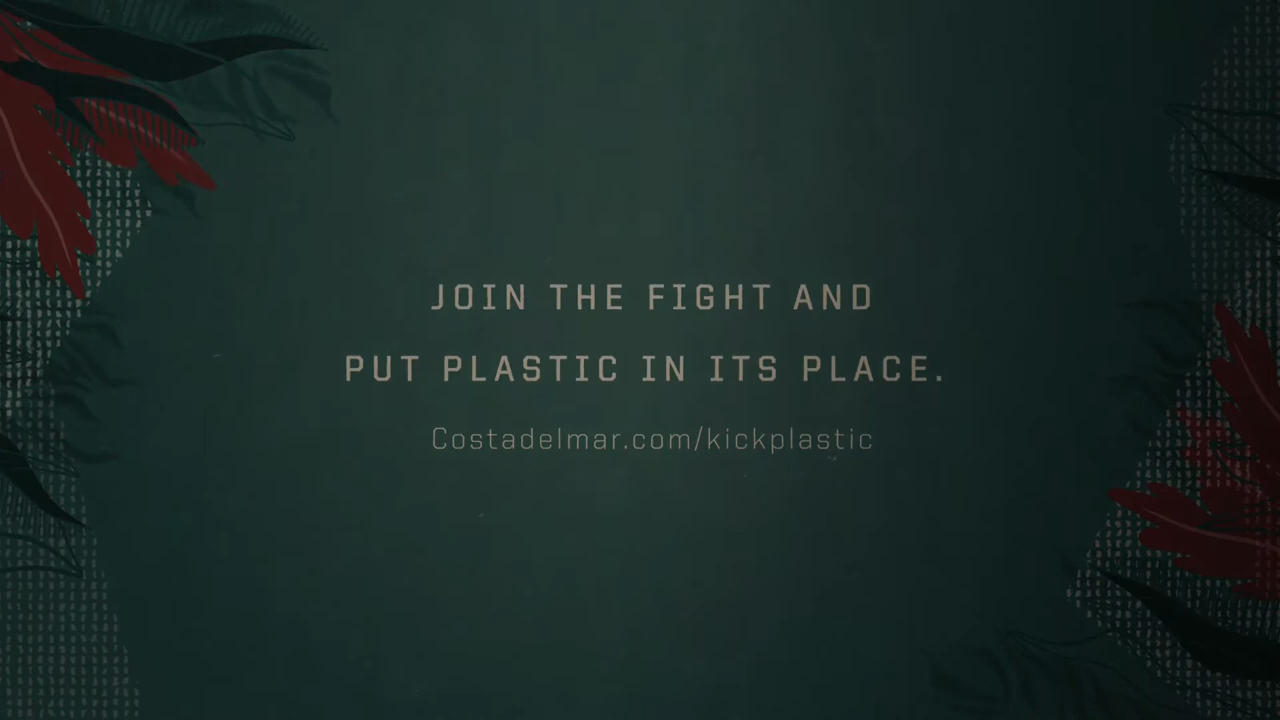 JOIN THE FIGHT AND
PUT PLASTIC IN ITS PLACE.
Costadelmar.com/kickplastic